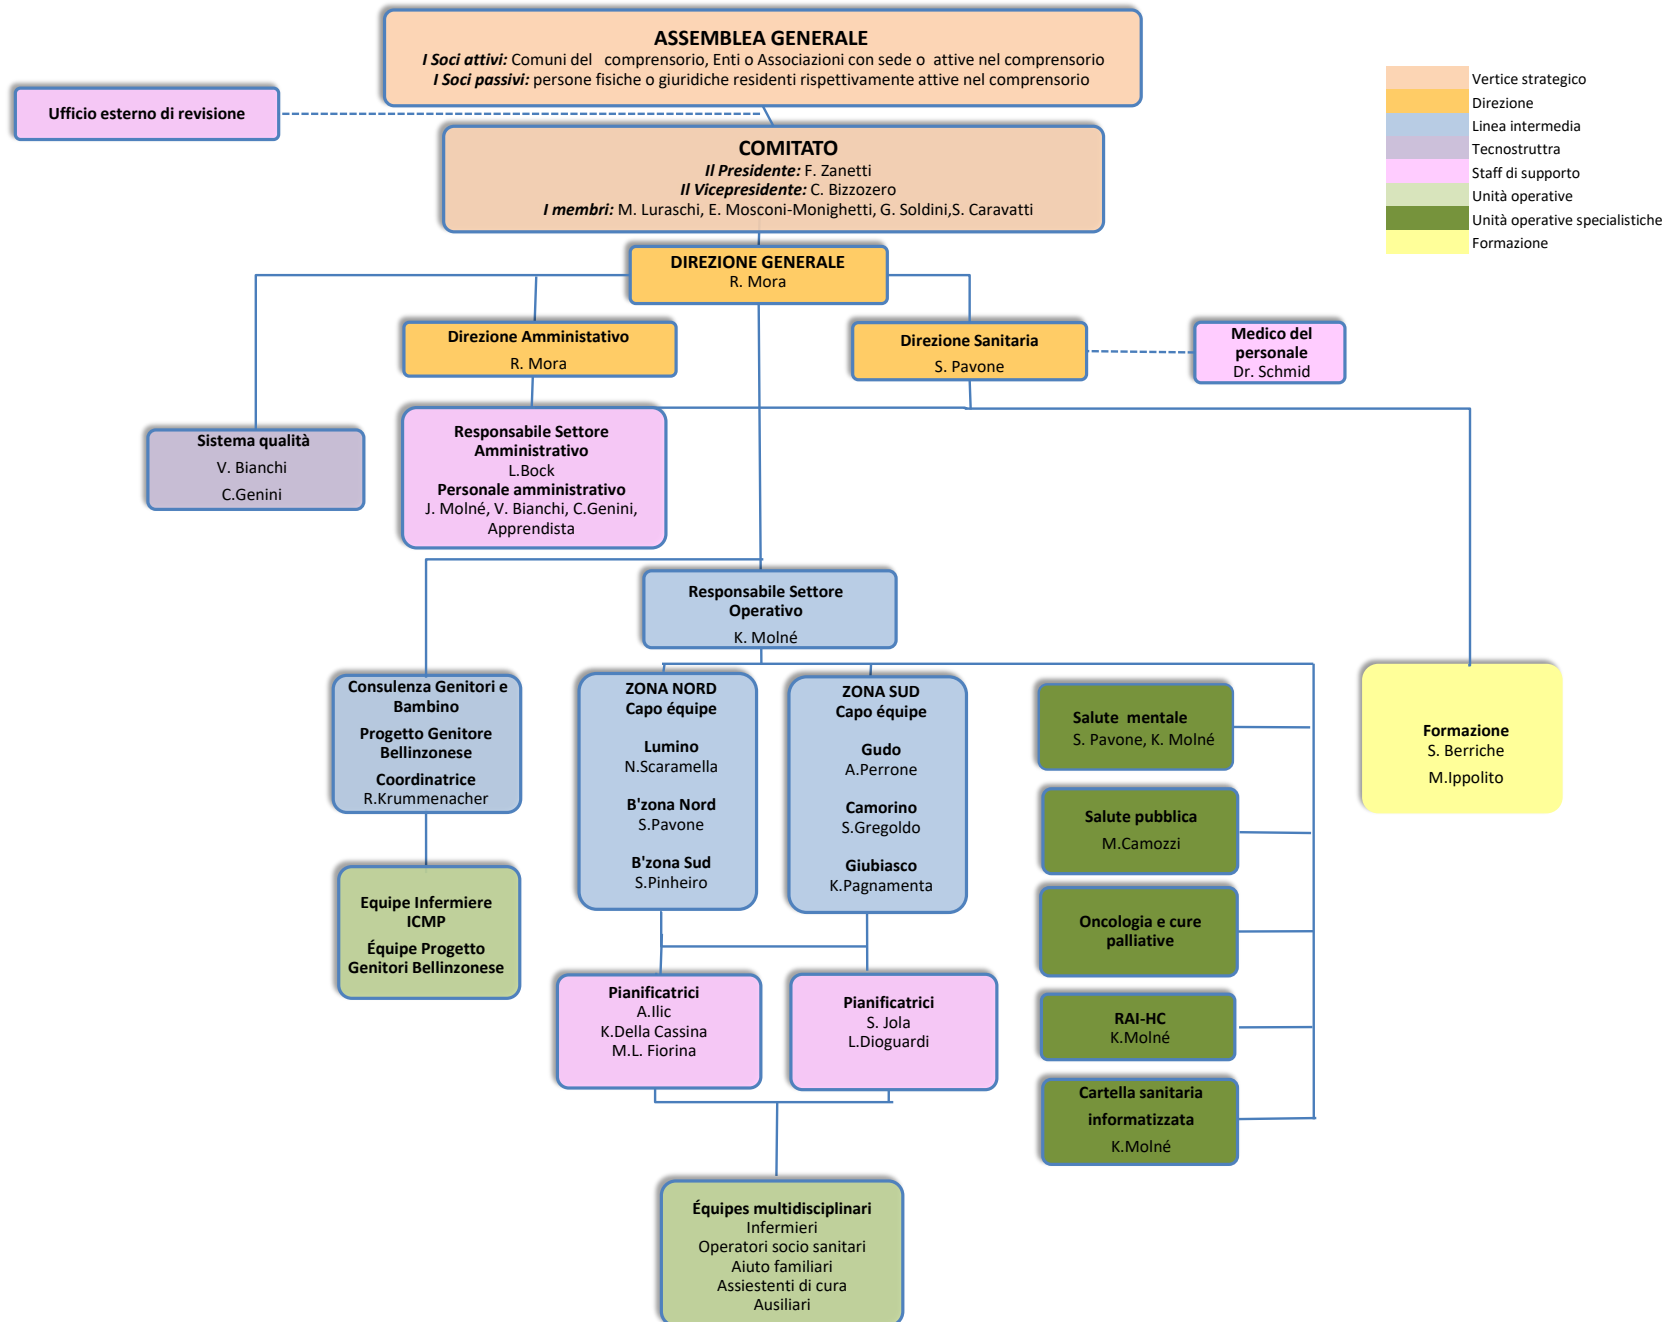 ASSEMBLEA GENERALE
I Soci attivi: Comuni del comprensorio, Enti o Associazioni con sede o attive nel comprensorio
I Soci passivi: persone fisiche o giuridiche residenti rispettivamente attive nel comprensorio
Ufficio esterno di revisione
Vertice strategico
Direzione
Linea intermedia
Tecnostruttra
Staff di supporto
Unità operative
Unità operative specialistiche
Formazione
COMITATO
Il Presidente: F. Zanetti
Il Vicepresidente: C. Bizzozero
I membri: M. Luraschi, E. Mosconi-Monighetti, G. Soldini,S. Caravatti
DIREZIONE GENERALE
R. Mora
Direzione Amministativo
R. Mora
Direzione Sanitaria
S. Pavone
Medico del
personale
Dr. Schmid
Sistema qualità
V. Bianchi
C.Genini
Responsabile Settore
Amministrativo
L.Bock
Personale amministrativo
J. Molné, V. Bianchi, C.Genini,
Apprendista
Responsabile Settore
Operativo
K. Molné
Consulenza Genitori e
Bambino
Progetto Genitore
Bellinzonese
Coordinatrice
R.Krummenacher
ZONA NORD
Capo équipe
Lumino
N.Scaramella
B'zona Nord
S.Pavone
B'zona Sud
S.Pinheiro
ZONA SUD
Capo équipe
Gudo
A.Perrone
Camorino
S.Gregoldo
Giubiasco
K.Pagnamenta
Salute mentale
S. Pavone, K. Molné
Salute pubblica
M.Camozzi
Oncologia e cure
palliative
RAI-HC
K.Molné
Cartella sanitaria
informatizzata
K.Molné
Formazione
S. Berriche
M.Ippolito
Equipe Infermiere
ICMP
Équipe Progetto
Genitori Bellinzonese
Pianificatrici
A.Ilic
K.Della Cassina
M.L. Fiorina
Pianificatrici
S. Jola
L.Dioguardi
Équipes multidisciplinari
Infermieri
Operatori socio sanitari
Aiuto familiari
Assiestenti di cura
Ausiliari